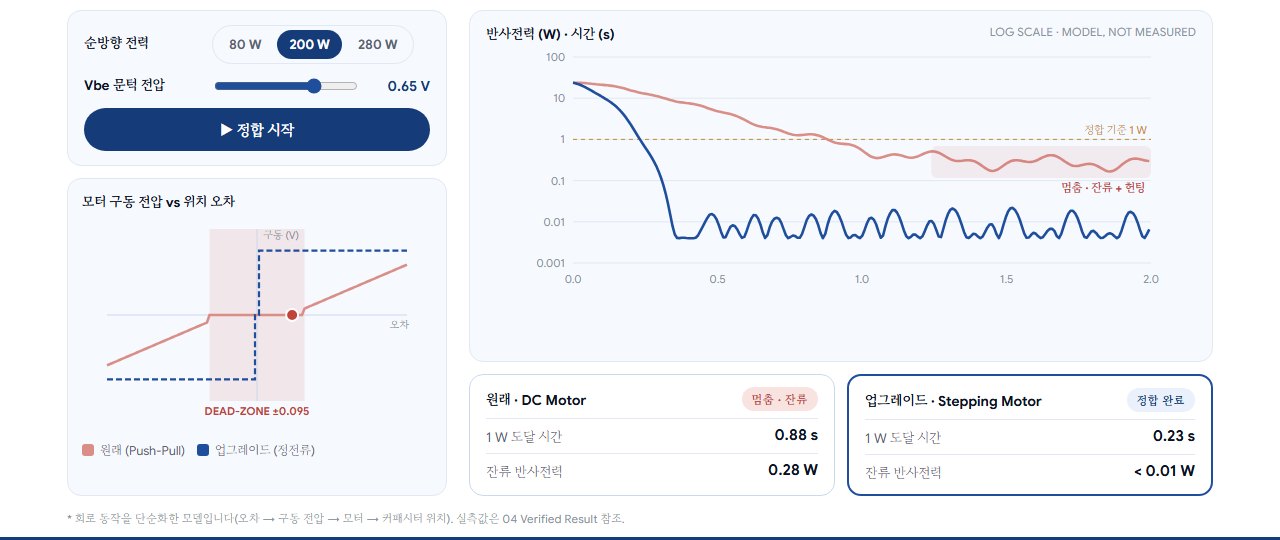 순방향 전력
80 W
200 W
280 W
Vbe 문턱 전압
0.65 V
▶ 정합 시작
모터 구동 전압 vs 위치 오차
구동 (V)
오차
DEAD-ZONE ±0.095
원래 (Push-Pull)
업그레이드 (정전류)
반사전력 (W) · 시간 (s)
LOG SCALE · MODEL, NOT MEASURED
100
10
1
0.1
0.01
0.001
정합 기준 1 W
멈춤 · 잔류 + 헌팅
0.0
0.5
1.0
1.5
2.0
원래 · DC Motor
멈춤 · 잔류
1 W 도달 시간
0.88 s
잔류 반사전력
0.28 W
업그레이드 · Stepping Motor
정합 완료
1 W 도달 시간
0.23 s
잔류 반사전력
< 0.01 W
* 회로 동작을 단순화한 모델입니다(오차 → 구동 전압 → 모터 → 커패시터 위치). 실측값은 04 Verified Result 참조.